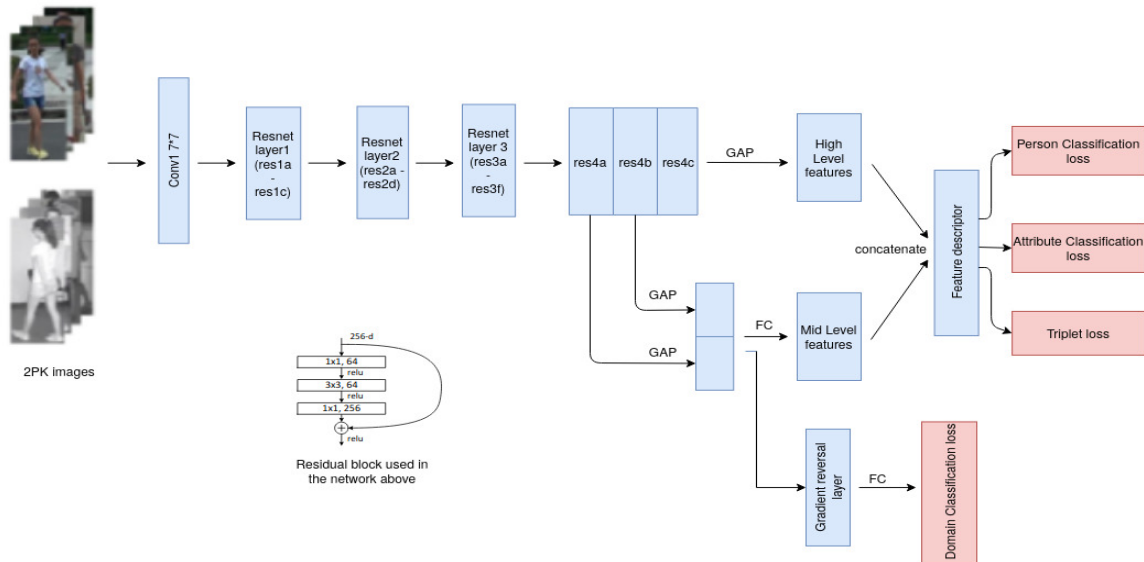 2PK images
Conv1 7*7
Resnet
layer1
(res1a
-
res1c)
Resnet
layer2
(res2a -
res2d)
Resnet
layer 3
(res3a
-
res3f)
res4a
res4b
res4c
GAP
High
Level
features
concatenate
Feature descriptor
Person Classification
loss
Attribute Classification
loss
Triplet loss
GAP
GAP
FC
Mid Level
features
Gradient reversal
layer
FC
Domain Classification loss
256-d
1x1, 64
relu
3x3, 64
relu
1x1, 256
+
relu
Residual block used in
the network above